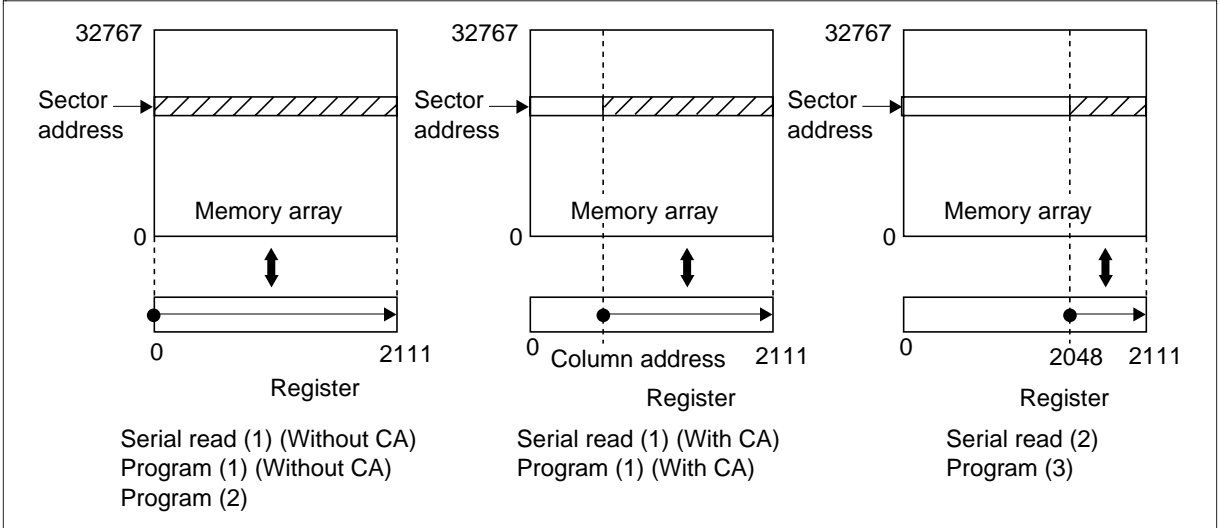 32767
Sector
address
Memory array
0
0
2111
Register
Serial read (1) (Without CA)
Program (1) (Without CA)
Program (2)
32767
Sector
address
Memory array
0
0
Column address
2111
Register
Serial read (1) (With CA)
Program (1) (With CA)
32767
Sector
address
Memory array
0
0
2048
2111
Register
Serial read (2)
Program (3)